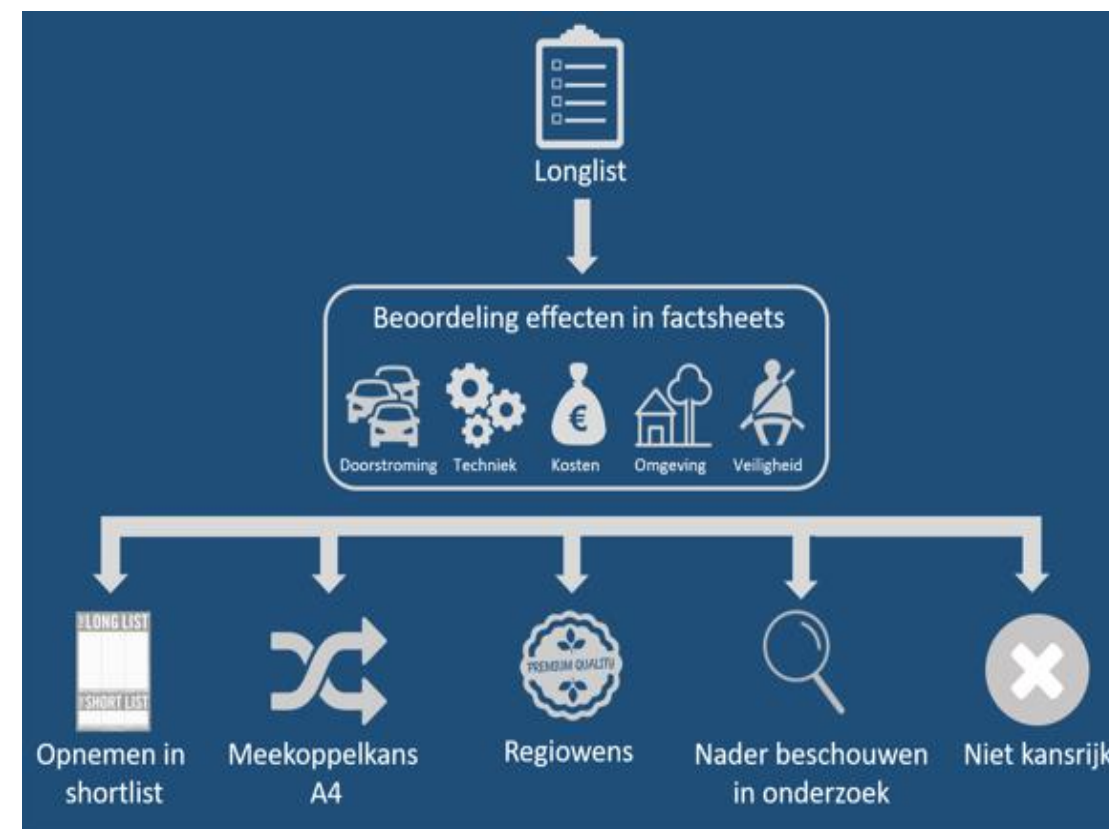 Longlist
Beoordeling effecten in factsheets
€
Doorstroming Techniek Kosten Omgeving Veiligheid
LONG LIST
SHORT LIST
PREMIUM QUALITY
Opnemen in
shortlist
Meekoppelkans
A4
Regiowens
Nader beschouwen
in onderzoek
Niet kansrijk